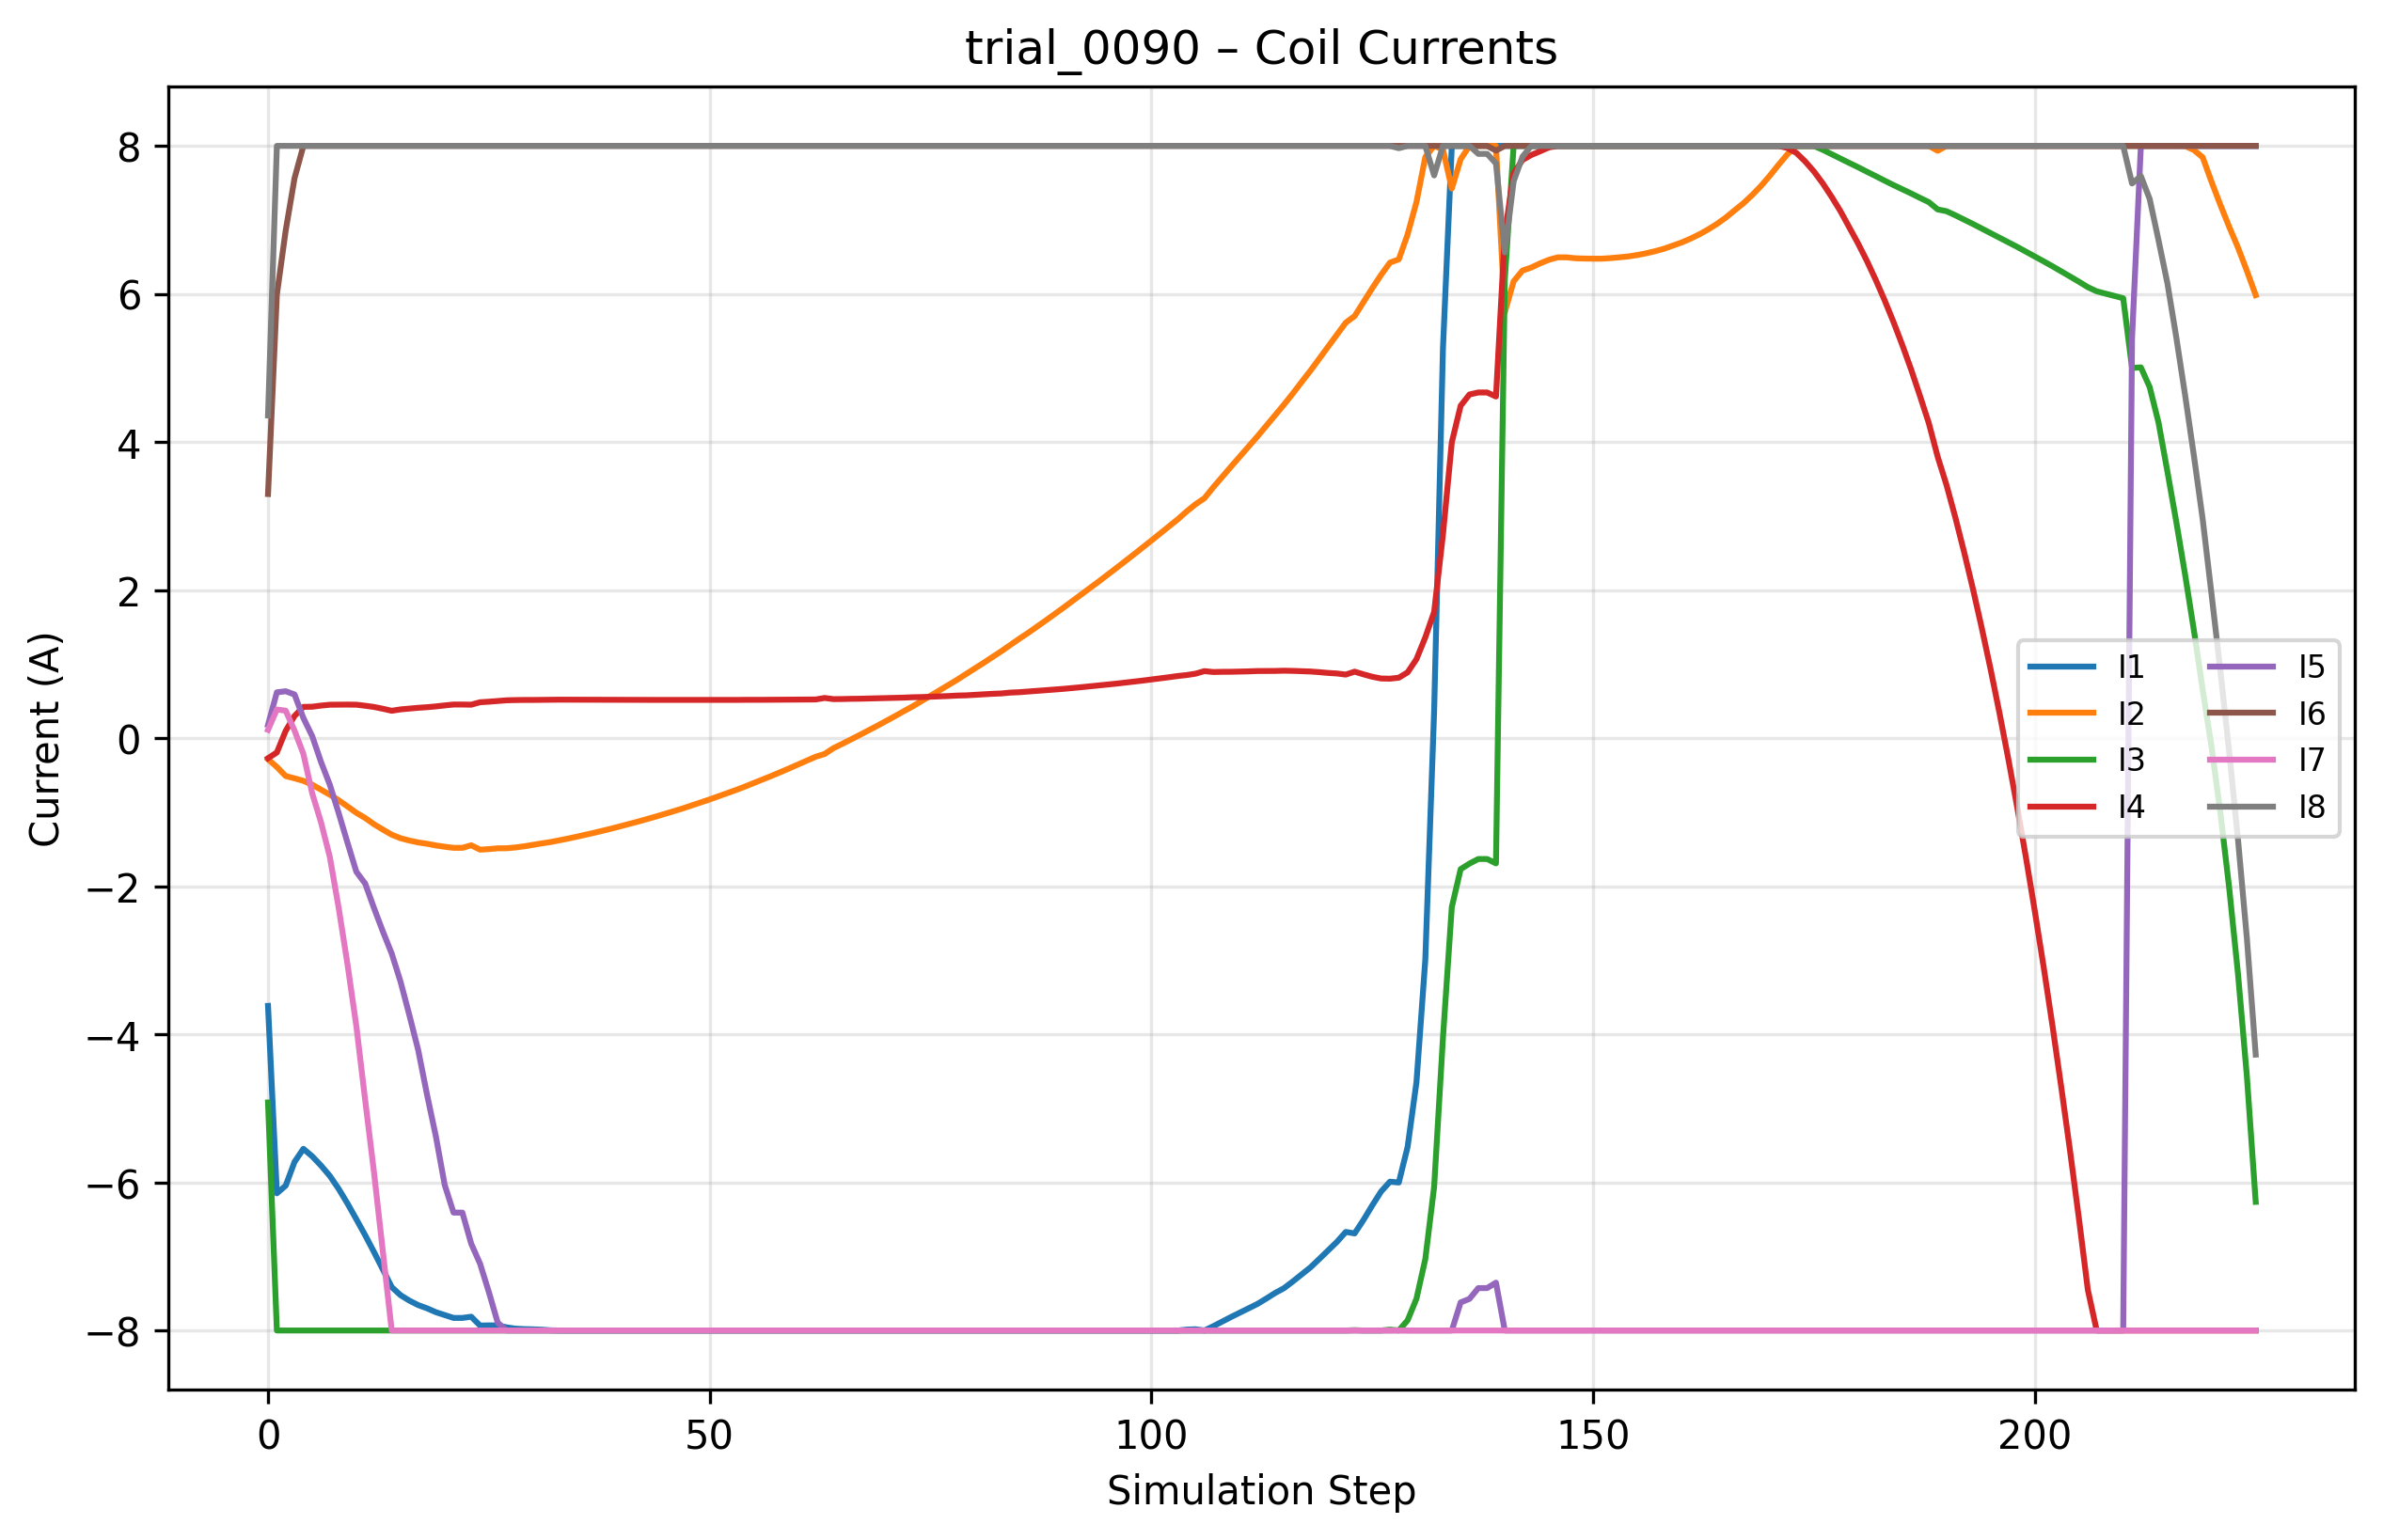 trial_0090 – Coil Currents
Current (A)
8
6
4
2
0
−2
−4
−6
−8
0
50
100
150
200
Simulation Step
I1
I2
I3
I4
I5
I6
I7
I8